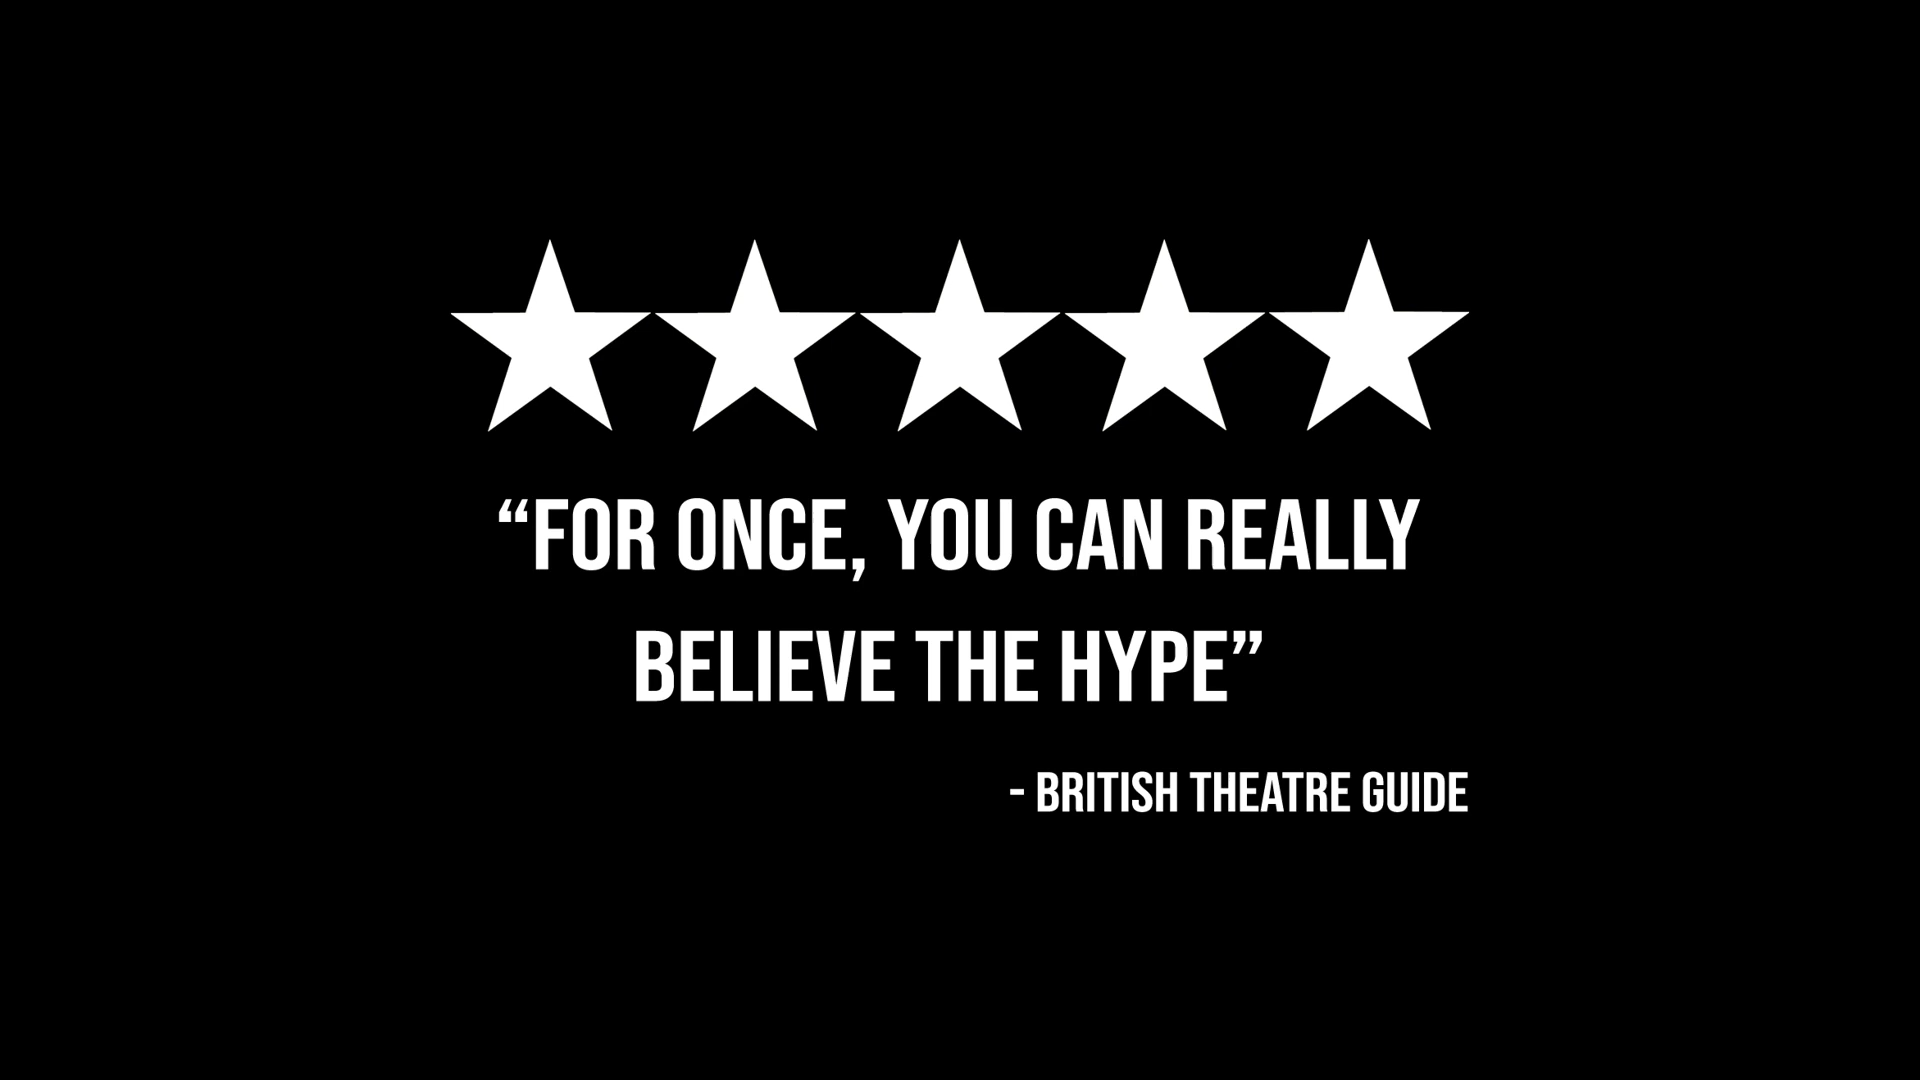 “FOR ONCE, YOU CAN REALLY
BELIEVE THE HYPE”
- BRITISH THEATRE GUIDE